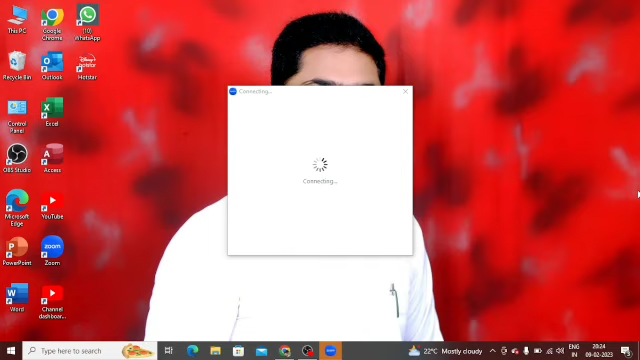 This PC
Google
Chrome
(10)
WhatsApp
Recycle Bin
Outlook
Hotstar
Control
Panel
Excel
OBS Studio
Access
Microsoft
Edge
YouTube
PowerPoint
Zoom
Word
Channel
dashboar...
Connecting...
Connecting...
Type here to search
22°C Mostly cloudy
ENG
IN
20:24
09-02-2023